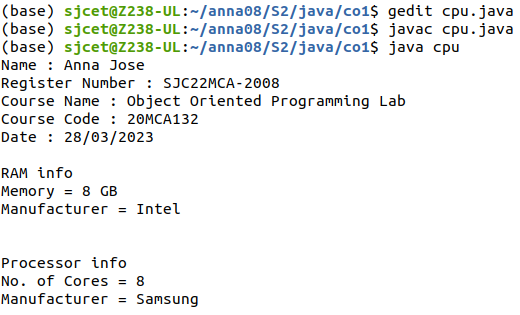 (base) sjcet@Z238-UL:~/anna08/S2/java/co1$ gedit cpu.java
(base) sjcet@Z238-UL:~/anna08/S2/java/co1$ javac cpu.java
(base) sjcet@Z238-UL:~/anna08/S2/java/co1$ java cpu
Name : Anna Jose
Register Number : SJC22MCA-2008
Course Name : Object Oriented Programming Lab
Course Code : 20MCA132
Date : 28/03/2023
RAM info
Memory = 8 GB
Manufacturer = Intel
Processor info
No. of Cores = 8
Manufacturer = Samsung